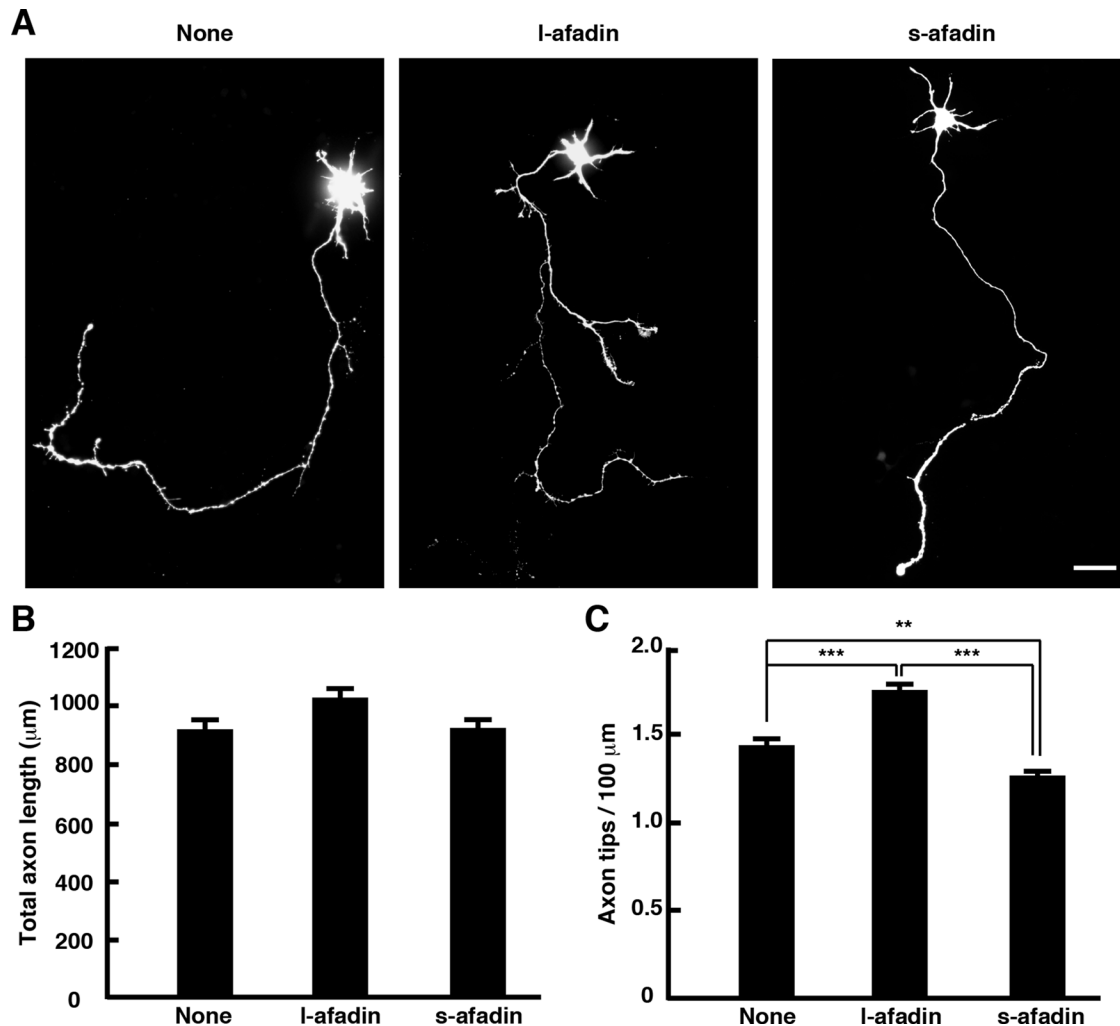 A
None
l-afadin
s-afadin
B
1200
1000
800
600
400
200
0
Total axon length (μm)
None
l-afadin
s-afadin
C
2.0
1.5
1.0
0.5
0
Axon tips / 100 μm
**
***
***
None
l-afadin
s-afadin